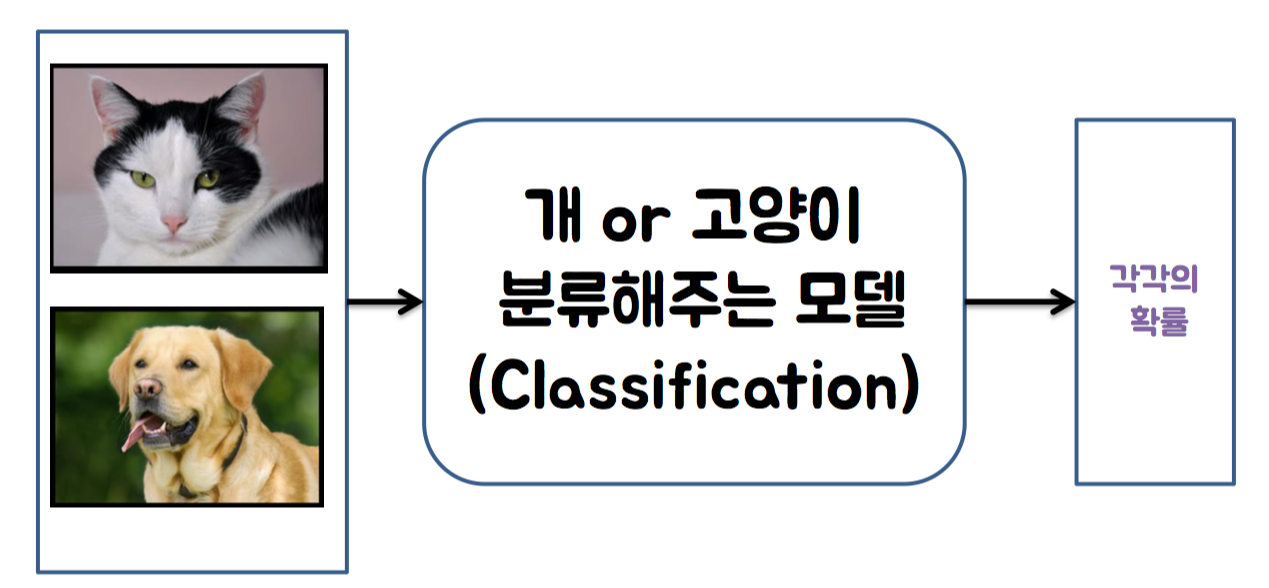 개 or 고양이
분류해주는 모델
(Classification)
각각의
확률